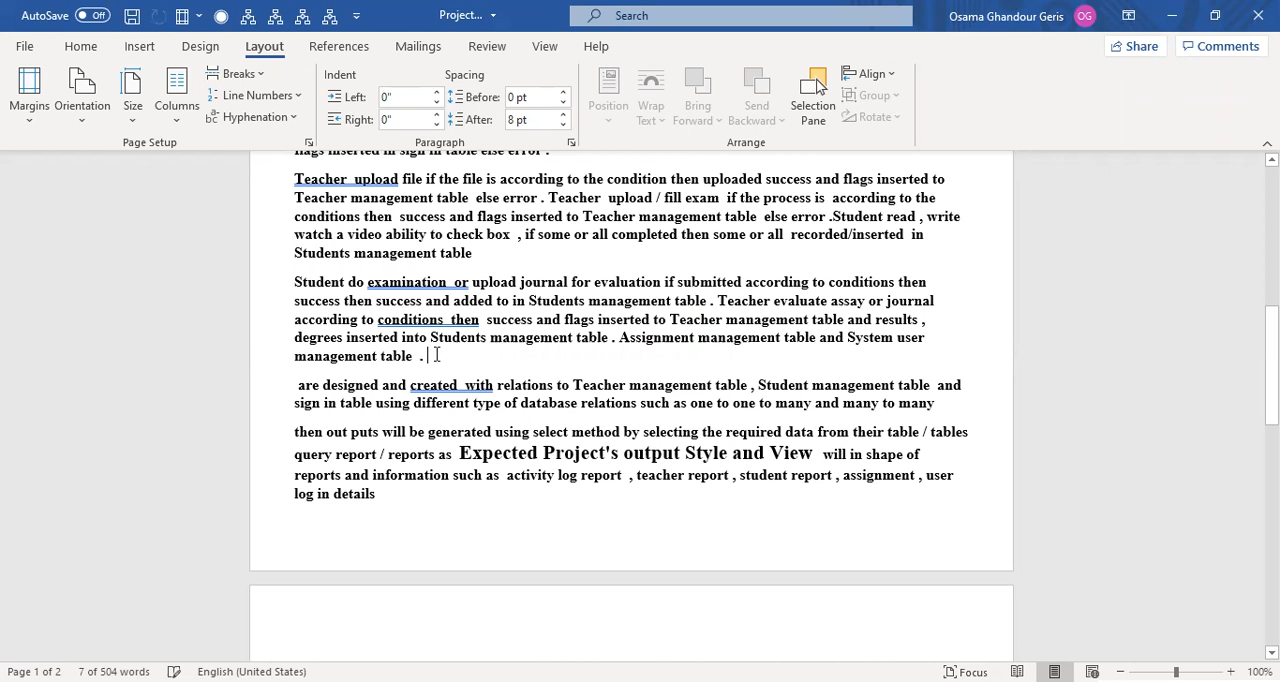 AutoSave Off Project... Search Osama Ghandour Geris OG
File Home Insert Design Layout References Mailings Review View Help Share Comments
Margins Orientation Size Columns Breaks Line Numbers Hyphenation
Page Setup
Indent Spacing
Left: 0" Before: 0 pt
Right: 0" After: 8 pt
Paragraph
Position Wrap Text Bring Forward Send Backward Selection Pane Align Group Rotate
Arrange
flags inserted in sign in table else error .
Teacher upload file if the file is according to the condition then uploaded success and flags inserted to
Teacher management table else error . Teacher upload / fill exam if the process is according to the
conditions then success and flags inserted to Teacher management table else error .Student read , write
watch a video ability to check box , if some or all completed then some or all recorded/inserted in
Students management table
Student do examination or upload journal for evaluation if submitted according to conditions then
success then success and added to in Students management table . Teacher evaluate assay or journal
according to conditions then success and flags inserted to Teacher management table and results ,
degrees inserted into Students management table . Assignment management table and System user
management table .
are designed and created with relations to Teacher management table , Student management table and
sign in table using different type of database relations such as one to one to many and many to many
then out puts will be generated using select method by selecting the required data from their table / tables
query report / reports as Expected Project's output Style and View will in shape of
reports and information such as activity log report , teacher report , student report , assignment , user
log in details
Page 1 of 2 7 of 504 words English (United States) Focus 100%